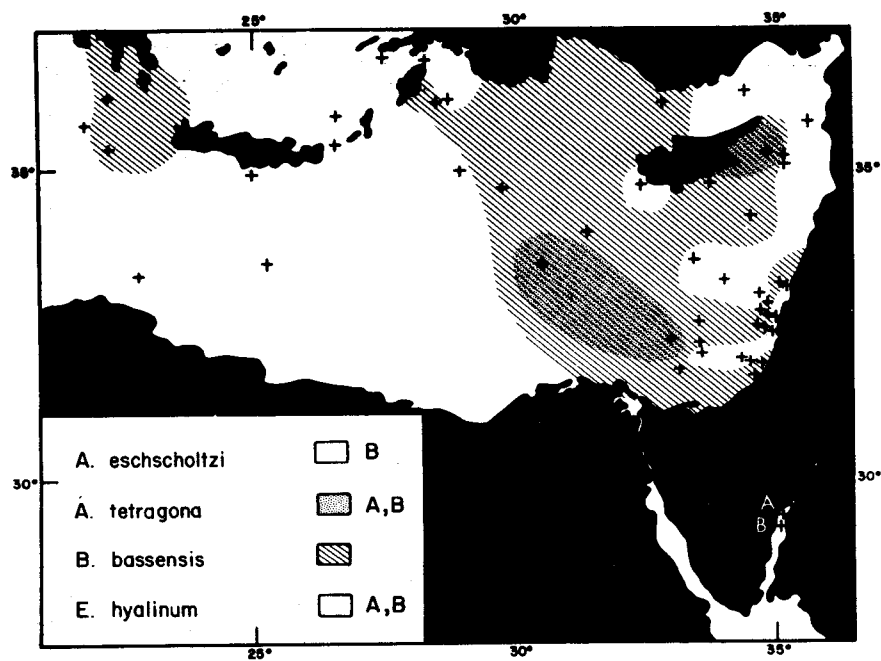 25° 30° 35°
35° 35°
30° 30°
A. eschscholtzi B
A. tetragona A,B
B. bassensis
E. hyalinum A,B
A
B
25° 30° 35°